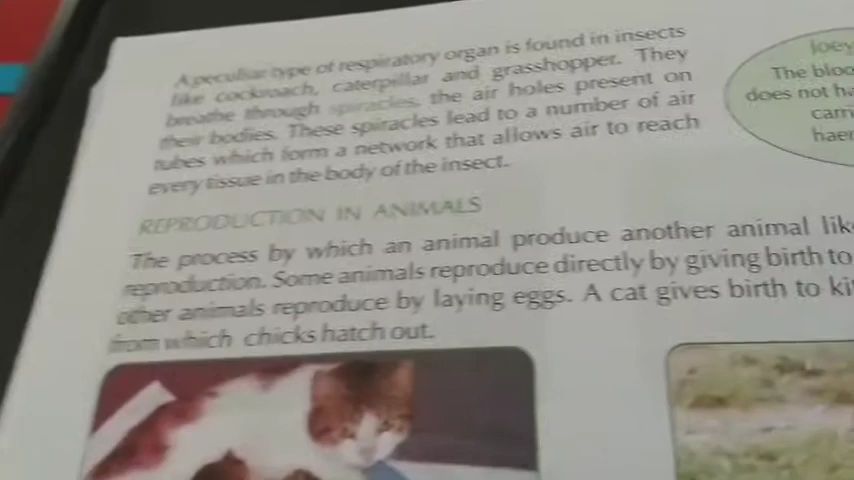 A peculiar type of respiratory organ is found in insects
like cockroach, caterpillar and grasshopper. They
breathe through spiracles, the air holes present on
their bodies. These spiracles lead to a number of air
tubes which form a network that allows air to reach
every tissue in the body of the insect.
Joey
The bloo
does not ha
carri
haer
REPRODUCTION IN ANIMALS
The process by which an animal produce another animal lik
reproduction. Some animals reproduce directly by giving birth to
other animals reproduce by laying eggs. A cat gives birth to ki
from which chicks hatch out.